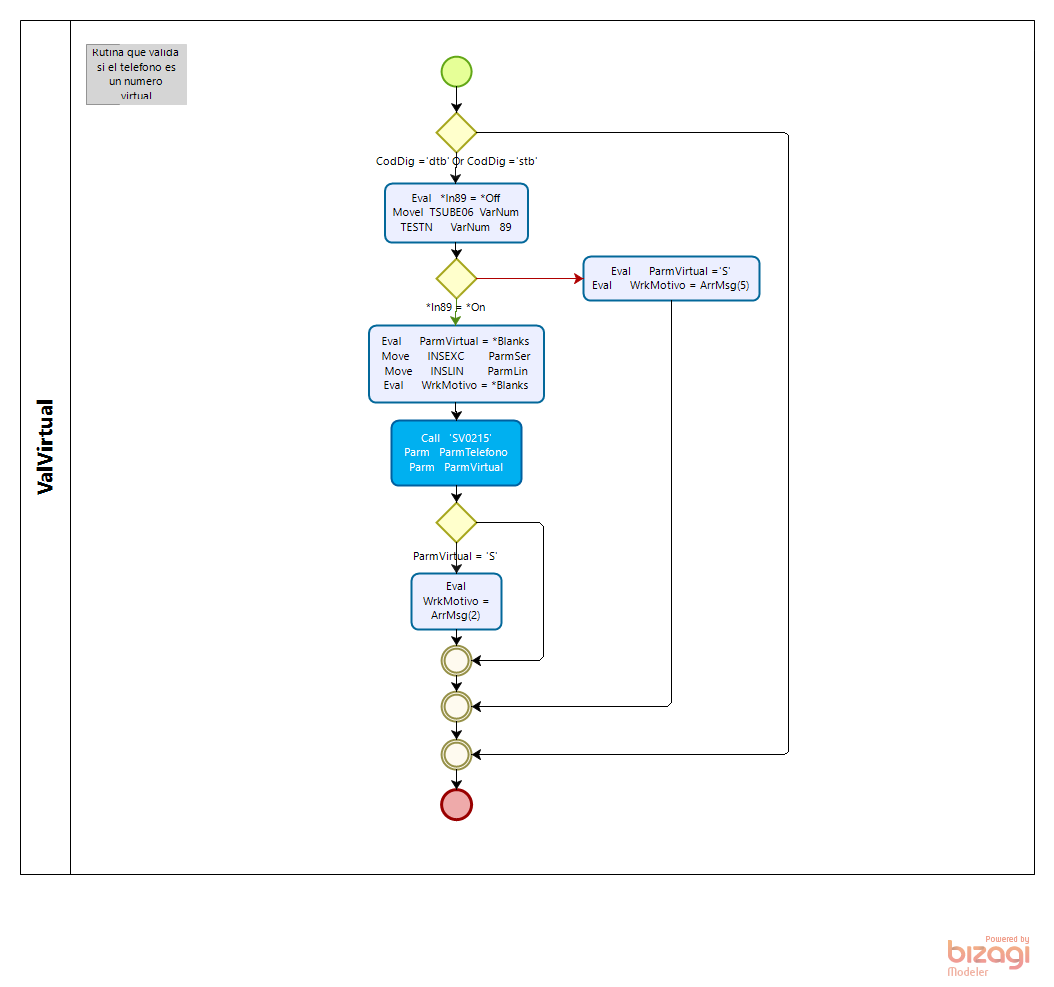 Rutina que valida
si el telefono es
un numero
virtual
ValVirtual
CodDig ='dtb' Or CodDig ='stb'
Eval *In89 = *Off
Movel TSUBE06 VarNum
TESTN VarNum 89
Eval ParmVirtual ='S'
Eval WrkMotivo = ArrMsg(5)
*In89 = *On
Eval ParmVirtual = *Blanks
Move INSEXC ParmSer
Move INSLIN ParmLin
Eval WrkMotivo = *Blanks
Call 'SV0215'
Parm ParmTelefono
Parm ParmVirtual
ParmVirtual = 'S'
Eval
WrkMotivo =
ArrMsg(2)
Powered by
bizagi
Modeler